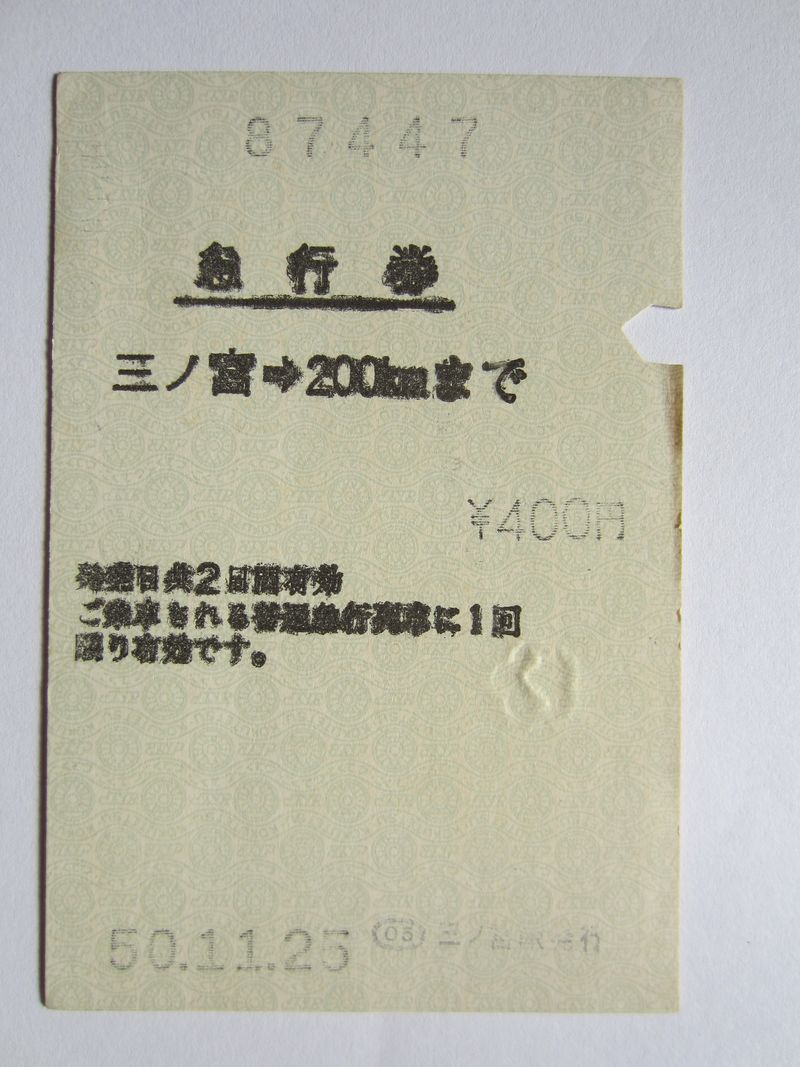 87447
急行券
三ノ宮→200kmまで
¥400円
発売日共2日間有効
ご乗車される普通急行列車に1回
限り有効です。
50.11.25 (05) 三ノ宮駅発行